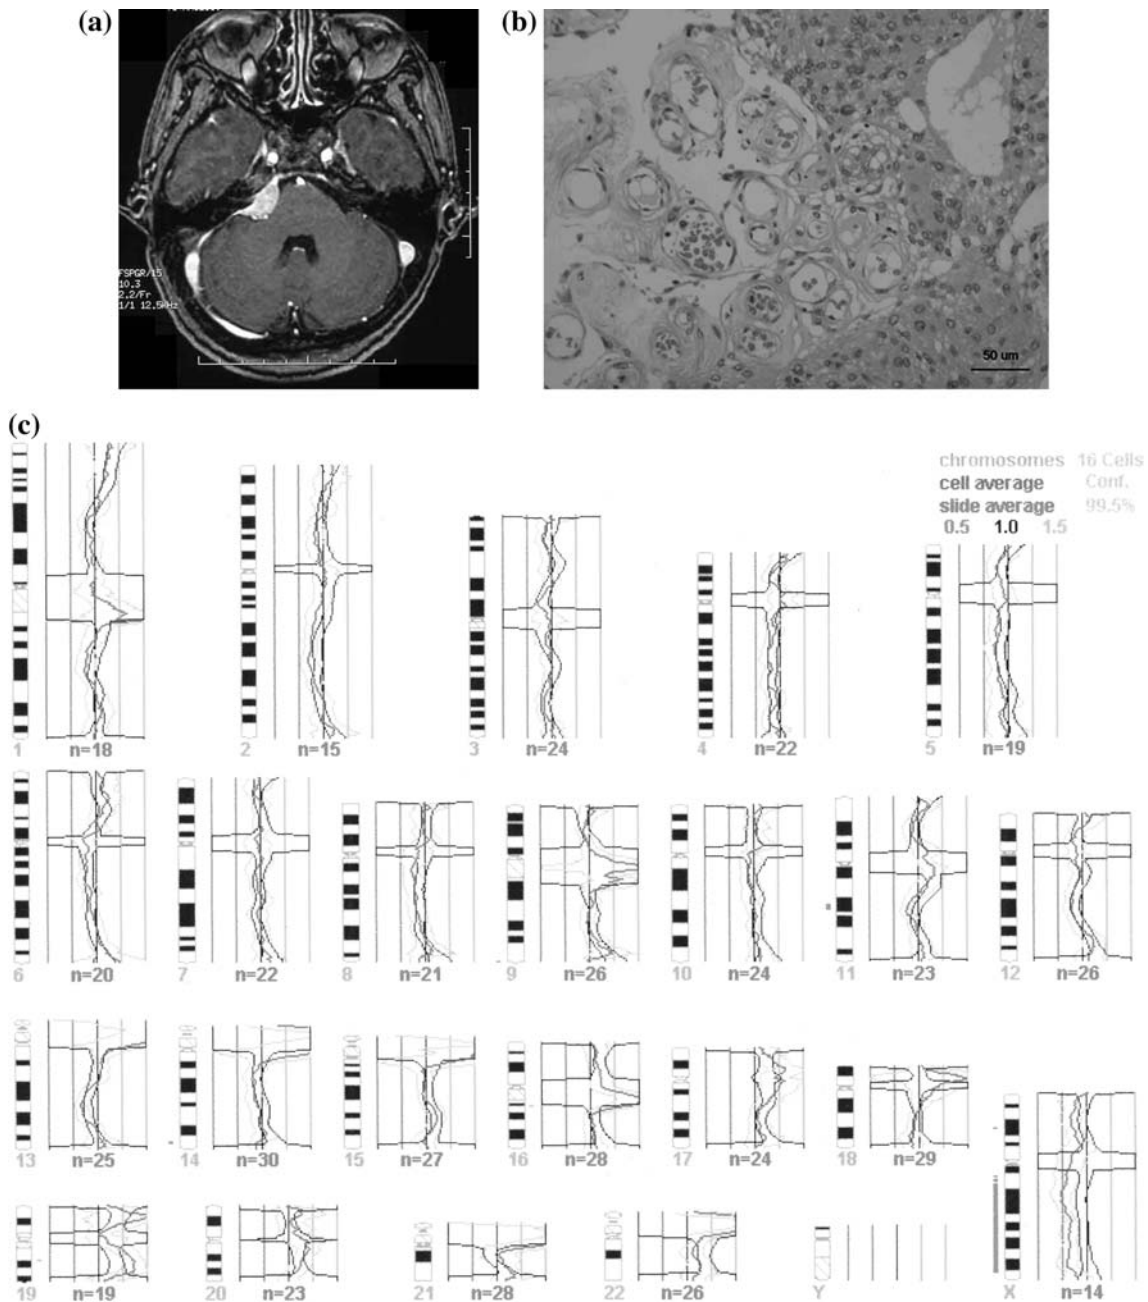 (a)
(b)
FSPGR/15
10.3
2.2/Fr
1/1 12.5kHz
50 um
(c)
chromosomes 16 Cells
cell average Conf.
slide average 99.5%
0.5 1.0 1.5
1 n=18
2 n=15
3 n=24
4 n=22
5 n=19
6 n=20
7 n=22
8 n=21
9 n=26
10 n=24
11 n=23
12 n=26
13 n=25
14 n=30
15 n=27
16 n=28
17 n=24
18 n=29
19 n=19
20 n=23
21 n=28
22 n=26
Y
X n=14